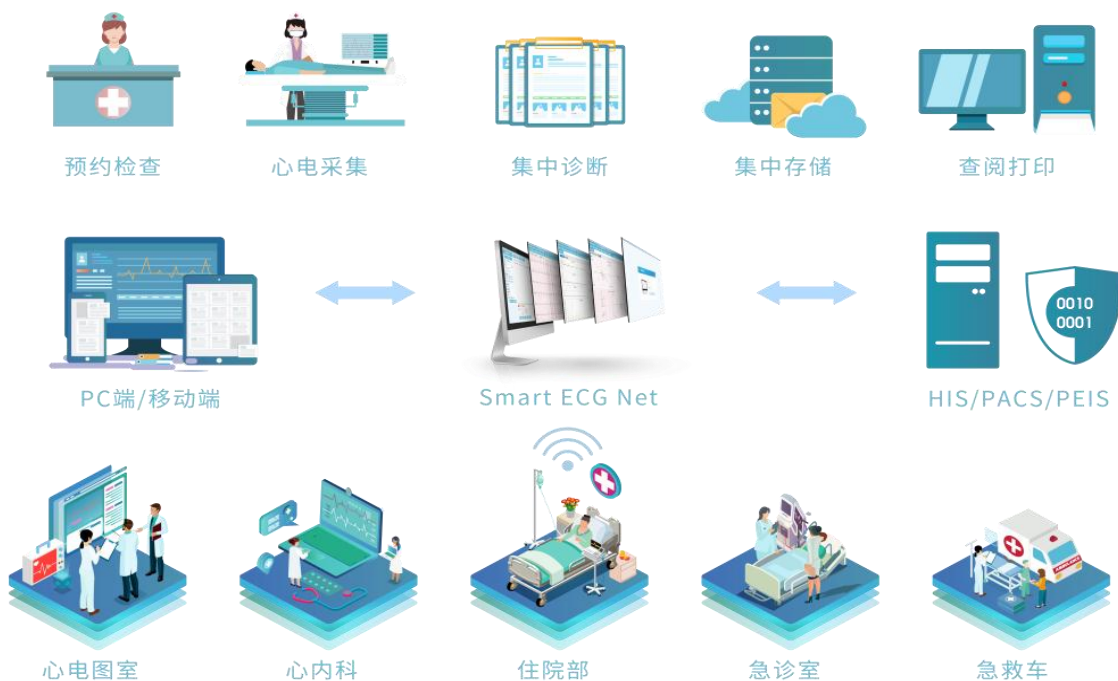 预约检查
心电采集
集中诊断
集中存储
查阅打印
0010
0001
PC端/移动端
Smart ECG Net
HIS/PACS/PEIS
心电图室
心内科
住院部
急诊室
急救车